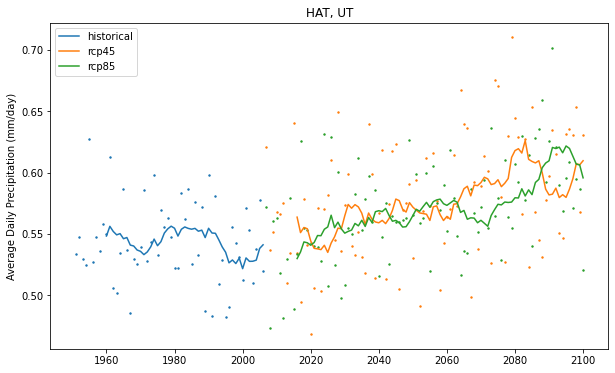 HAT, UT
historical
rcp45
rcp85
Average Daily Precipitation (mm/day)
0.70
0.65
0.60
0.55
0.50
1960 1980 2000 2020 2040 2060 2080 2100